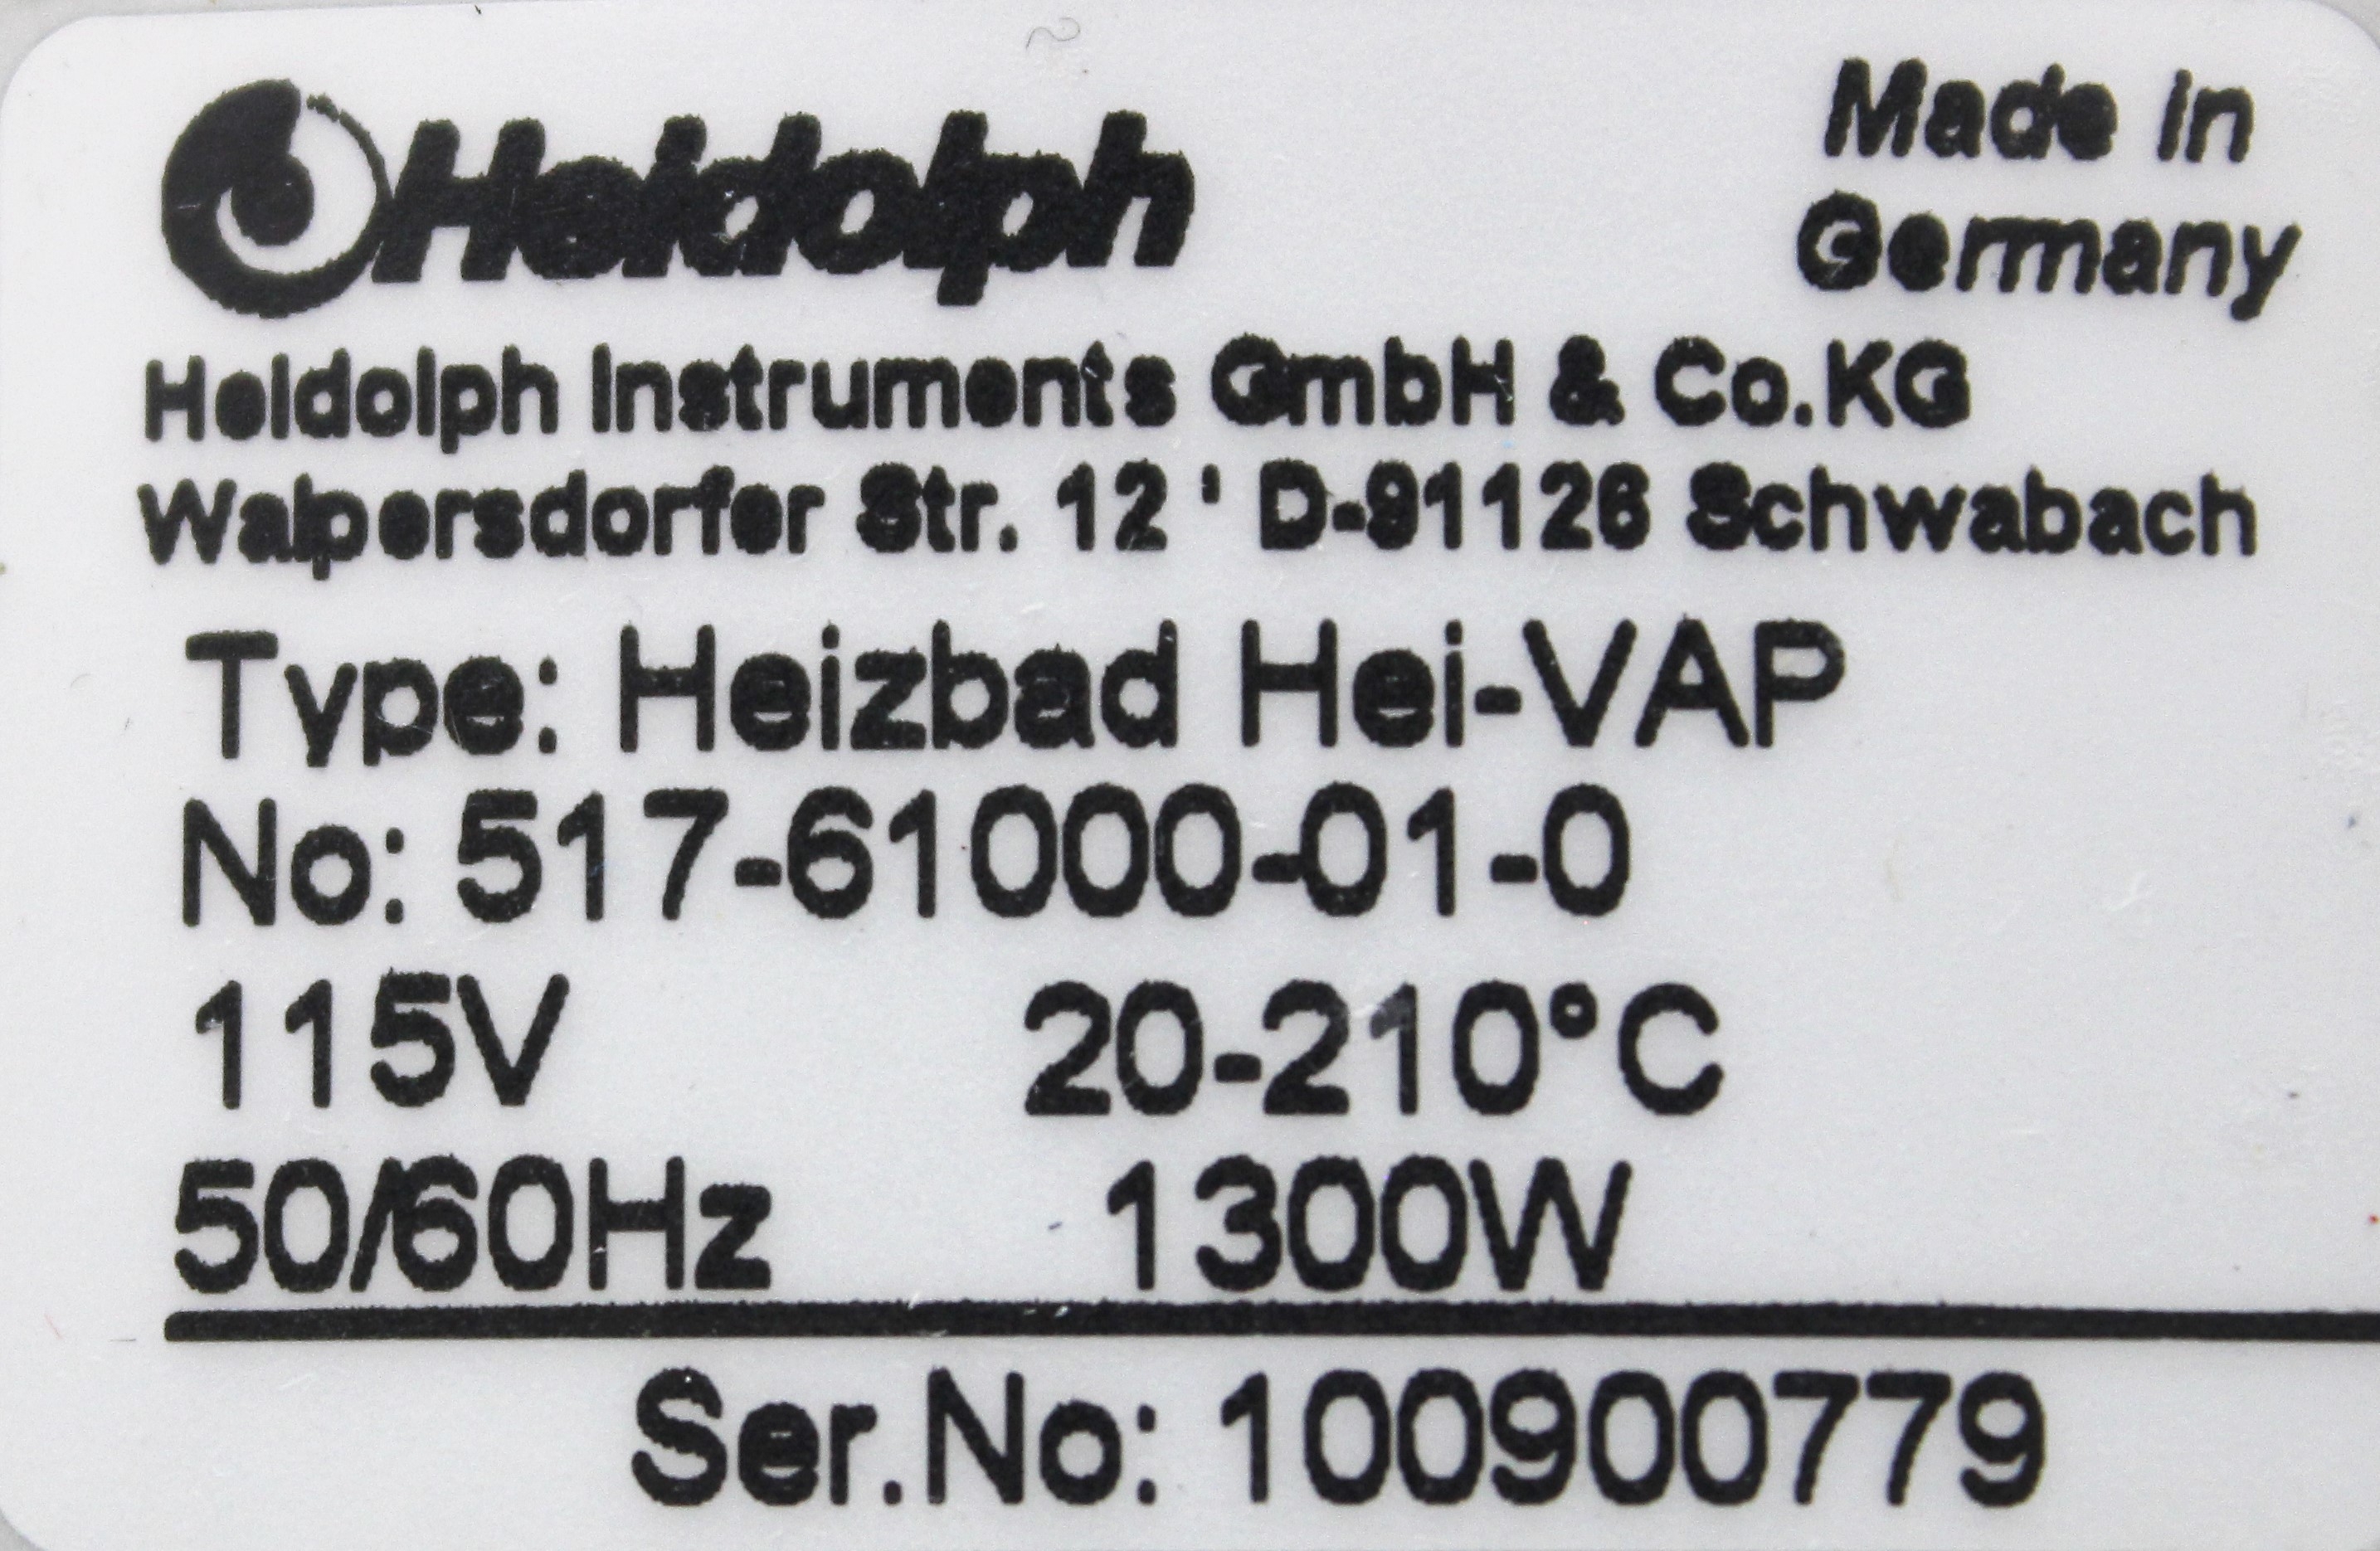 Heidolph
Made in
Germany
Heidolph Instruments GmbH & Co.KG
Walpersdorfer Str. 12 ' D-91126 Schwabach
Type: Heizbad Hei-VAP
No: 517-61000-01-0
115V 20-210°C
50/60Hz 1300W
Ser.No: 100900779